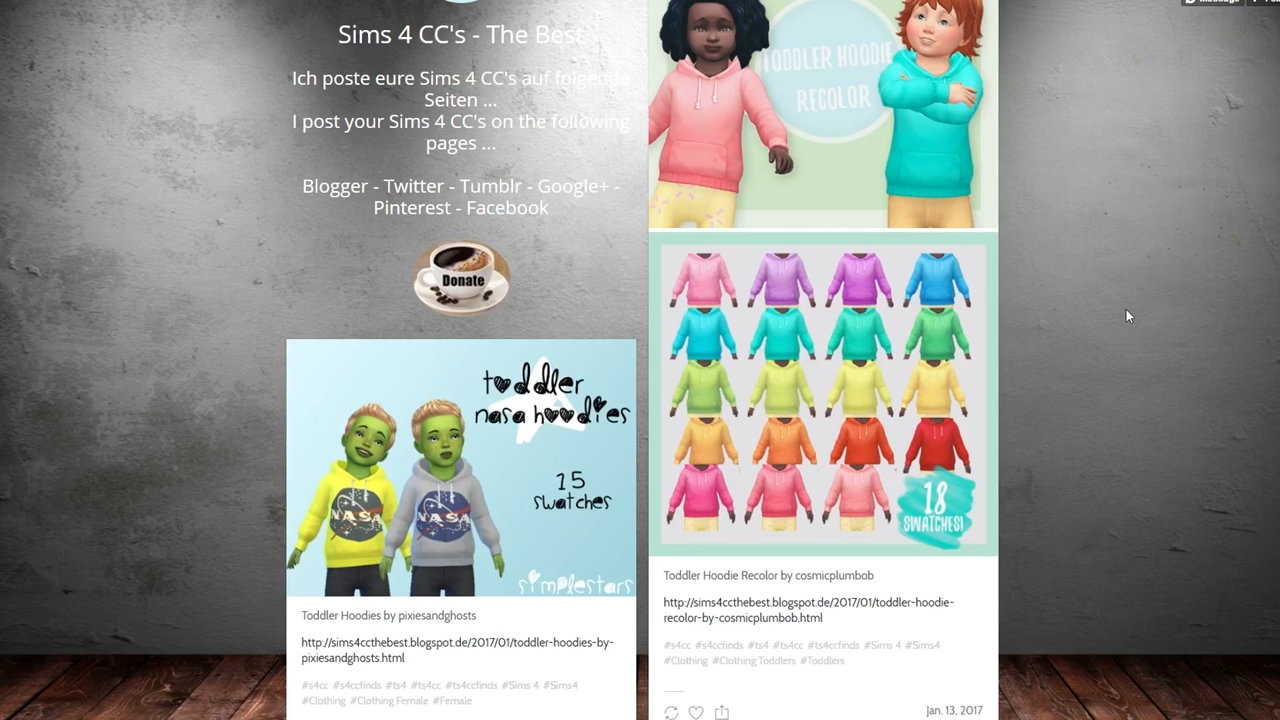 Sims 4 CC's - The Best
Ich poste eure Sims 4 CC's auf folgende
Seiten ...
I post your Sims 4 CC's on the following
pages ...
Blogger - Twitter - Tumblr - Google+ -
Pinterest - Facebook
Donate
toddler
nasa hoodies
15
swatches
NASA
NASA
simplestars
Toddler Hoodies by pixiesandghosts
http://sims4ccthebest.blogspot.de/2017/01/toddler-hoodies-by-
pixiesandghosts.html
#s4cc #s4ccfinds #ts4 #ts4cc #ts4ccfinds #Sims 4 #Sims4
#Clothing #Clothing Female #Female
TODDLER HOODIE
RECOLOR
18
SWATCHES!
Toddler Hoodie Recolor by cosmicplumbob
http://sims4ccthebest.blogspot.de/2017/01/toddler-hoodie-
recolor-by-cosmicplumbob.html
#s4cc #s4ccfinds #ts4 #ts4cc #ts4ccfinds #Sims 4 #Sims4
#Clothing #Clothing Toddlers #Toddlers
Jan. 13, 2017